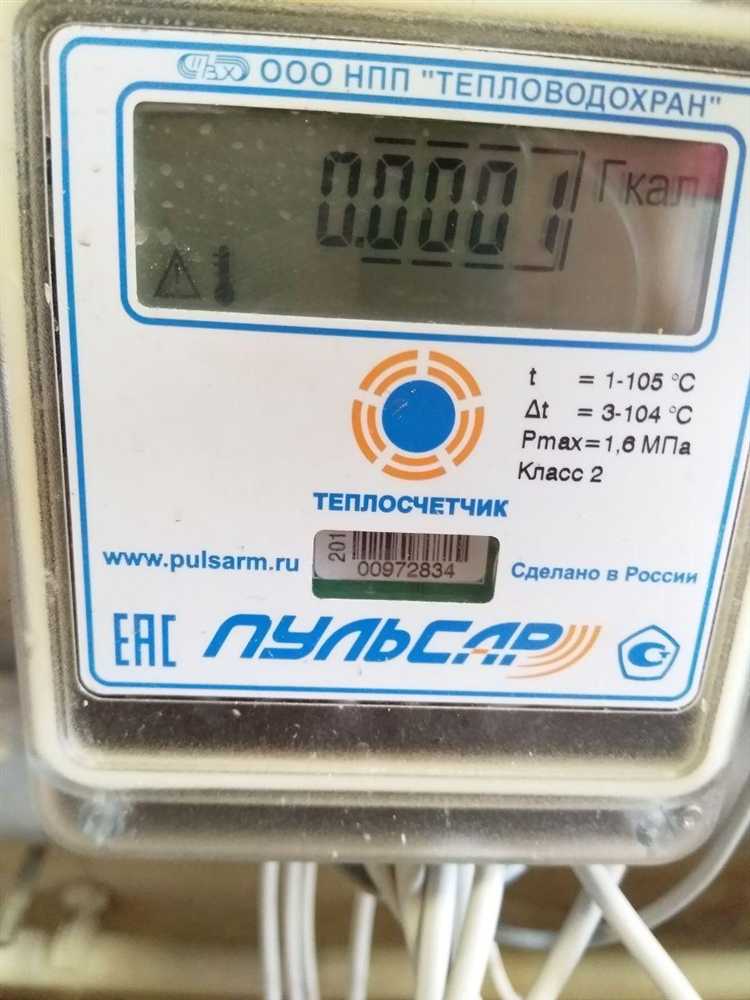 ООО НПП "ТЕПЛОВОДОХРАН"
0.0001 Гкал
t = 1-105 °C
Δt = 3-104 °C
Pmax=1,6 МПа
Класс 2
ТЕПЛОСЧЕТЧИК
www.pulsarm.ru
201
00972834
Сделано в России
ЕАС
ПУЛЬСАР